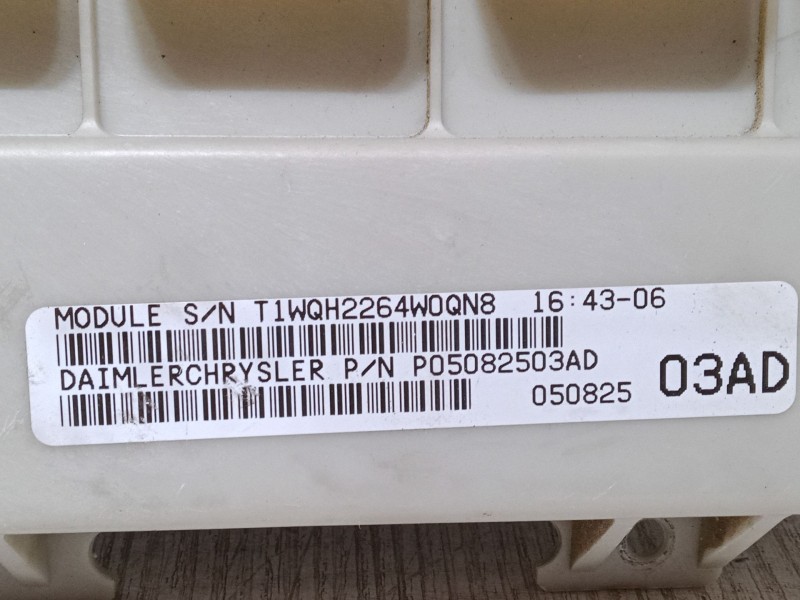 MODULE S/N T1WQH2264W0QN8 16:43-06
DAIMLERCHRYSLER P/N P05082503AD
050825 03AD